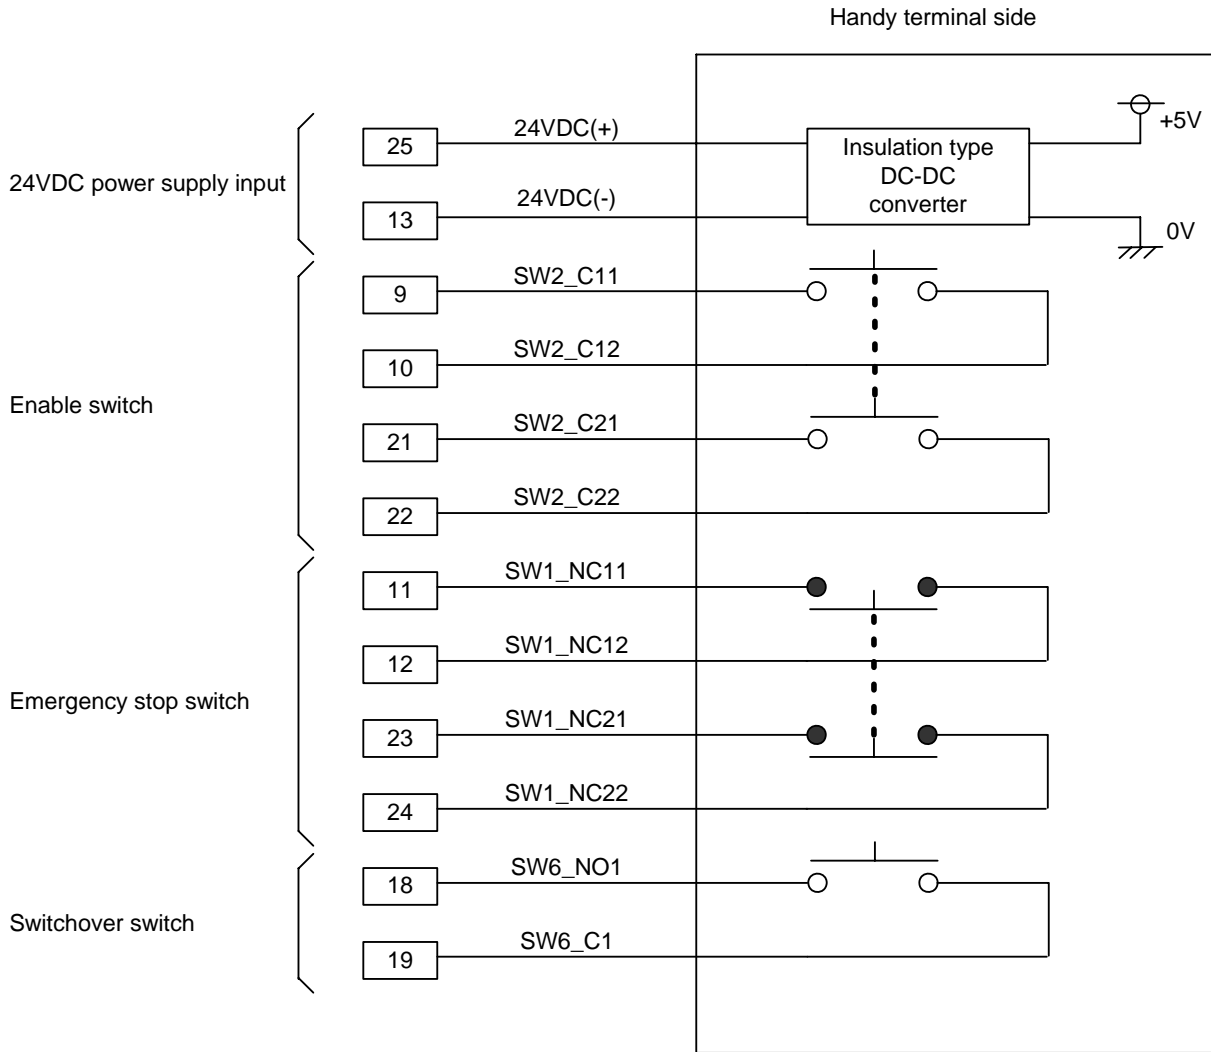 Handy terminal side
24VDC power supply input
25
24VDC(+)
Insulation type
DC-DC
converter
+5V
13
24VDC(-)
0V
Enable switch
9
SW2_C11
10
SW2_C12
21
SW2_C21
22
SW2_C22
Emergency stop switch
11
SW1_NC11
12
SW1_NC12
23
SW1_NC21
24
SW1_NC22
Switchover switch
18
SW6_NO1
19
SW6_C1